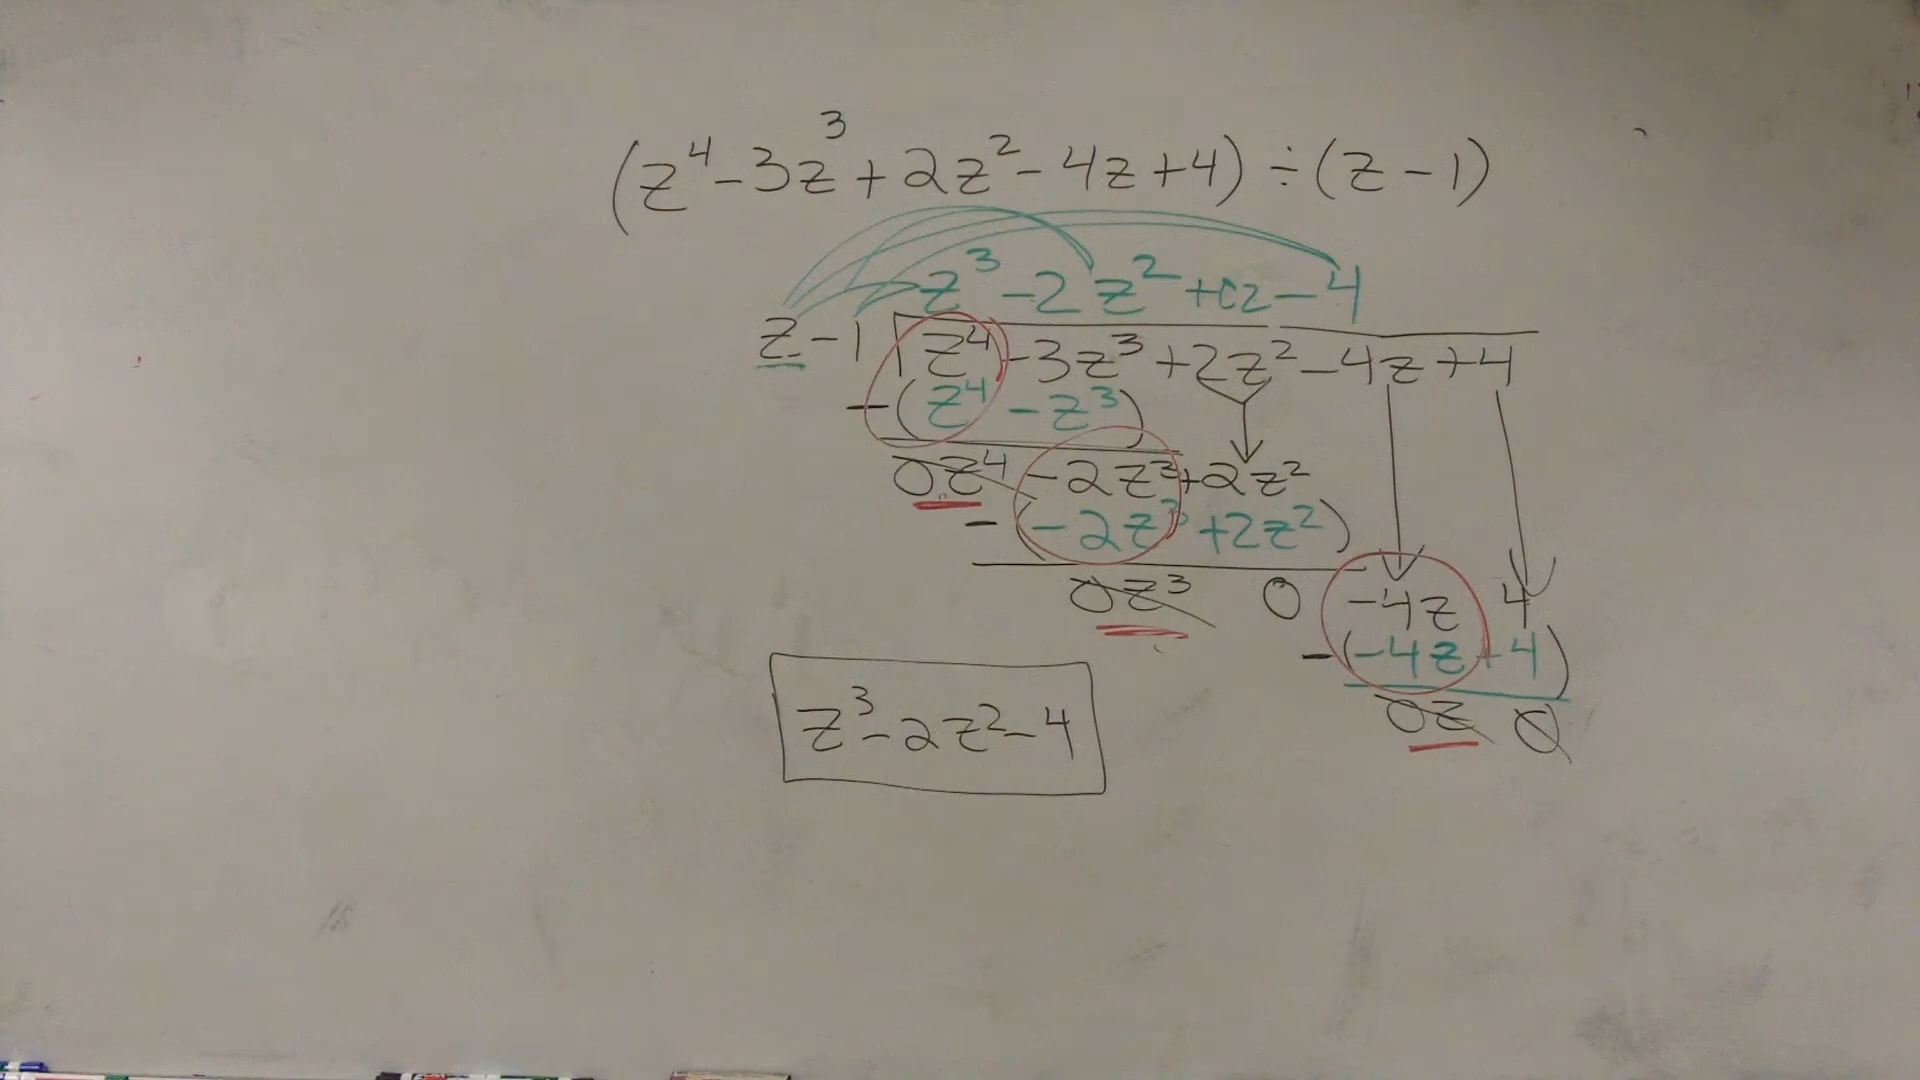 (z⁴-3z³+2z²-4z+4)÷(z-1)
z³-2z²+0z-4
z-1 z⁴-3z³+2z²-4z+4
-(z⁴-z³)
0z⁴-2z³+2z²
-(-2z³+2z²)
0z³ 0 -4z 4
-(-4z+4)
0z 0
z³-2z²-4